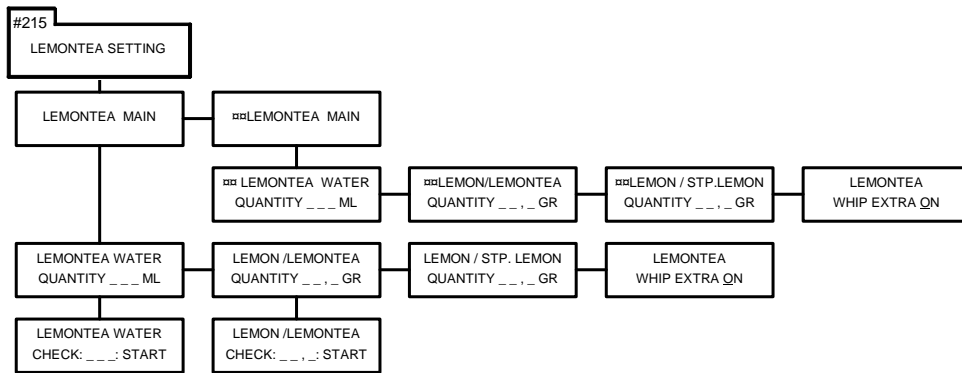 #215
LEMONTEA SETTING
LEMONTEA  MAIN
¤¤LEMONTEA  MAIN
¤¤ LEMONTEA  WATER
QUANTITY _ _ _ ML
¤¤LEMON/LEMONTEA
QUANTITY _ _ , _ GR
¤¤LEMON / STP.LEMON
QUANTITY _ _ , _ GR
LEMONTEA
WHIP EXTRA ON
LEMONTEA WATER
QUANTITY _ _ _ ML
LEMON /LEMONTEA
QUANTITY _ _ , _ GR
LEMON / STP. LEMON
QUANTITY _ _ , _ GR
LEMONTEA
WHIP EXTRA ON
LEMONTEA WATER
CHECK: _ _ _: START
LEMON /LEMONTEA
CHECK: _ _ , _: START